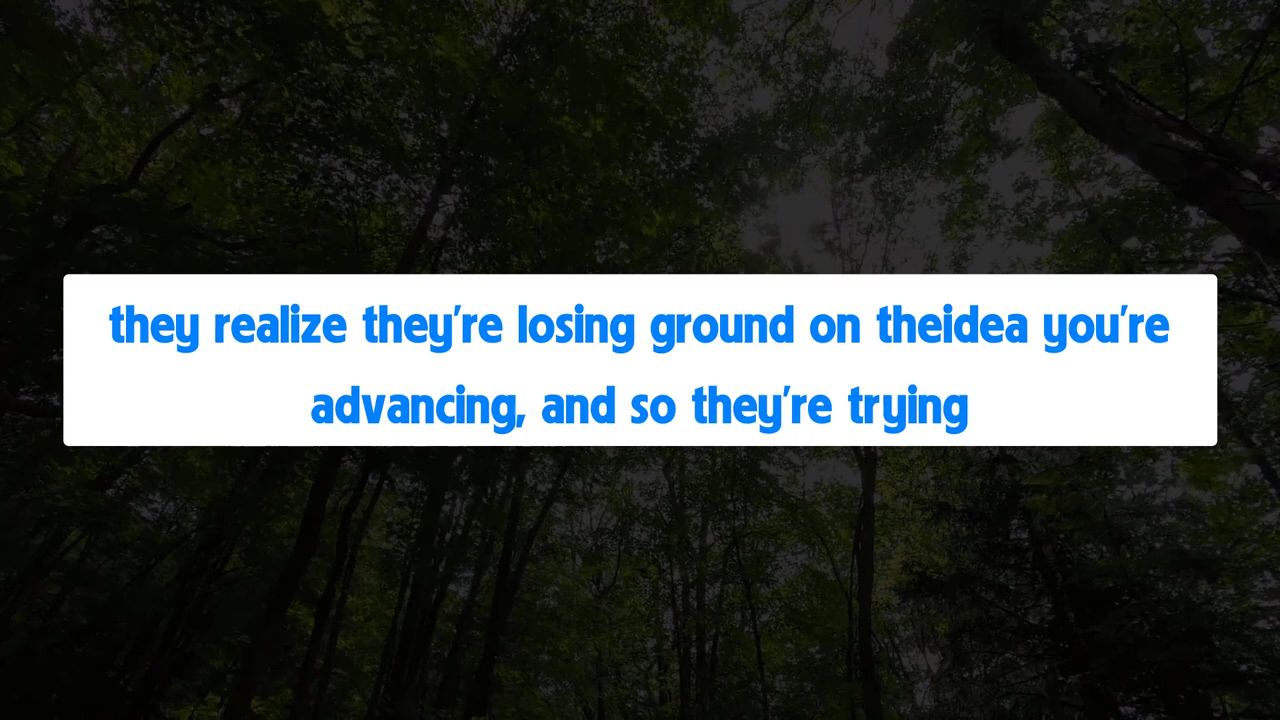 they realize they're losing ground on theidea you're
advancing, and so they're trying